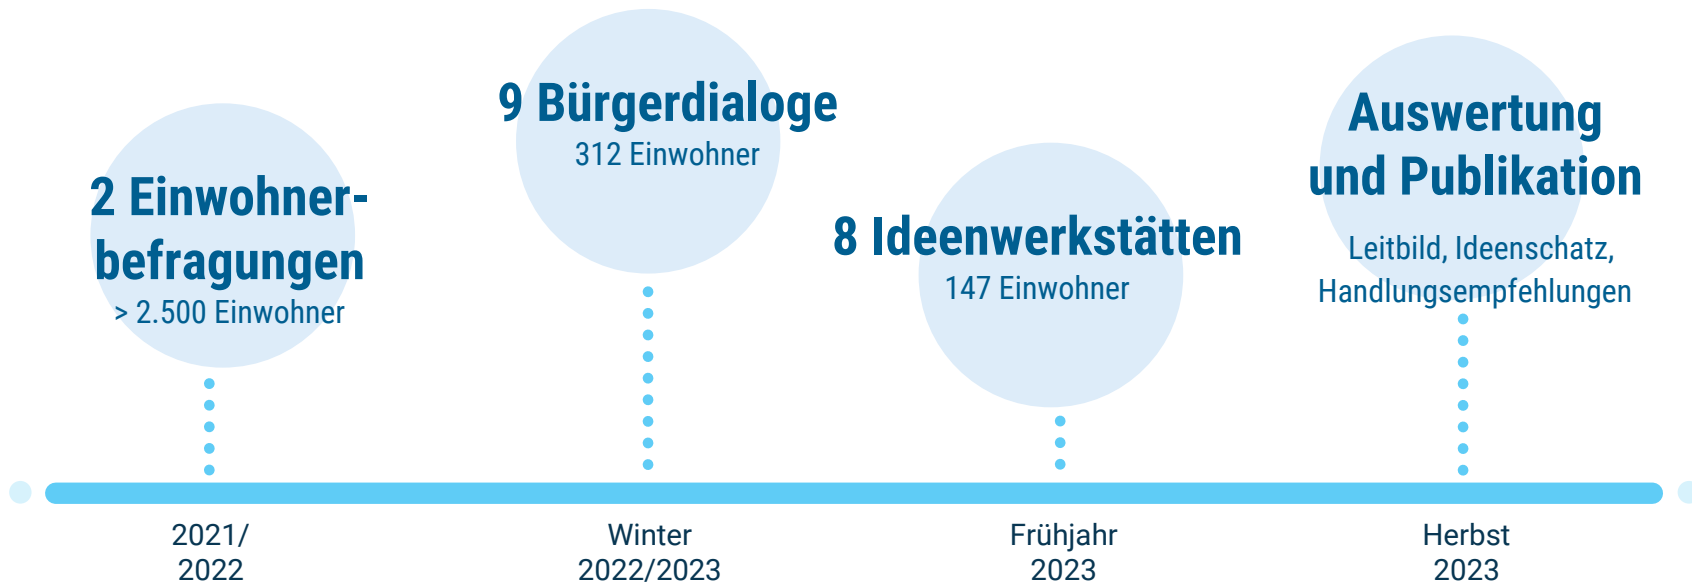 2 Einwohner-
befragungen
> 2.500 Einwohner
2021/
2022
9 Bürgerdialoge
312 Einwohner
Winter
2022/2023
8 Ideenwerkstätten
147 Einwohner
Frühjahr
2023
Auswertung
und Publikation
Leitbild, Ideenschatz,
Handlungsempfehlungen
Herbst
2023